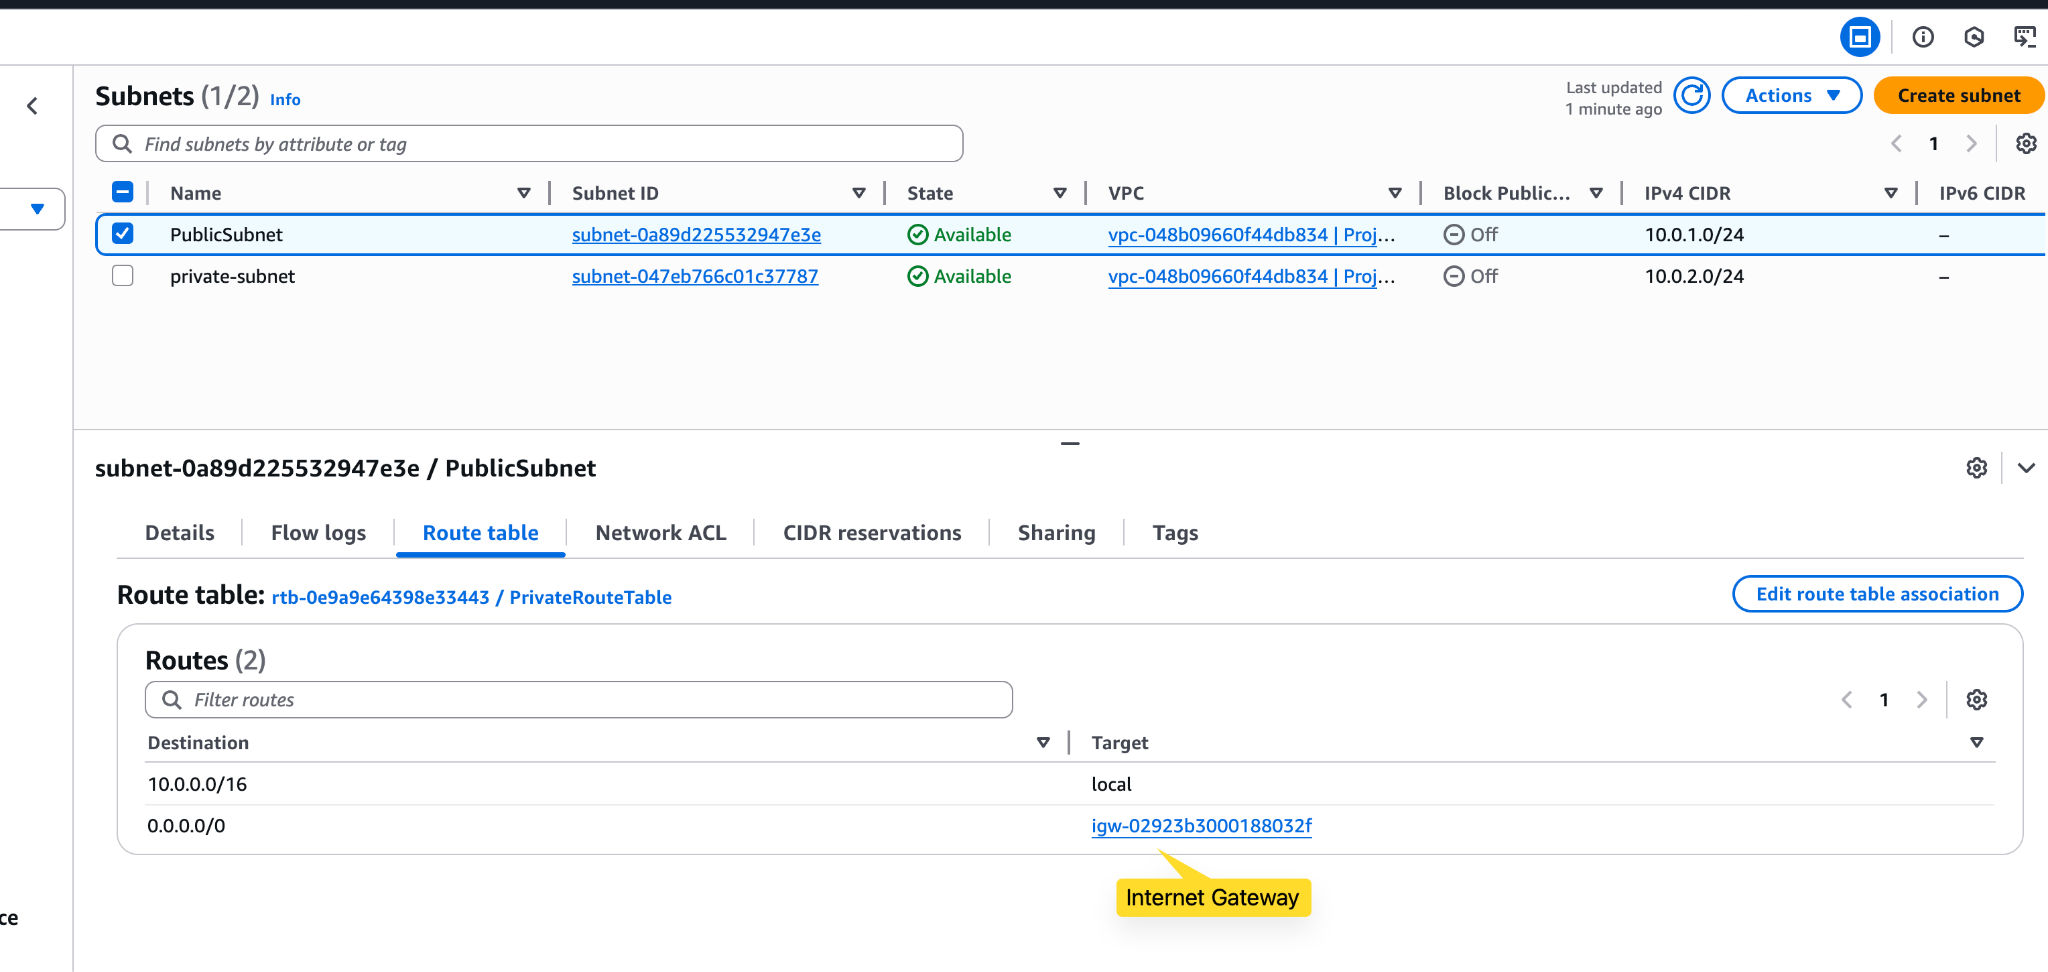 Subnets (1/2) Info
Last updated
1 minute ago
Actions
Create subnet
Find subnets by attribute or tag
1
Name Subnet ID State VPC Block Public... IPv4 CIDR IPv6 CIDR
PublicSubnet subnet-0a89d225532947e3e Available vpc-048b09660f44db834 | Proj... Off 10.0.1.0/24 –
private-subnet subnet-047eb766c01c37787 Available vpc-048b09660f44db834 | Proj... Off 10.0.2.0/24 –
subnet-0a89d225532947e3e / PublicSubnet
Details Flow logs Route table Network ACL CIDR reservations Sharing Tags
Route table: rtb-0e9a9e64398e33443 / PrivateRouteTable
Edit route table association
Routes (2)
Filter routes
1
Destination Target
10.0.0.0/16 local
0.0.0.0/0 igw-02923b3000188032f
Internet Gateway
ce